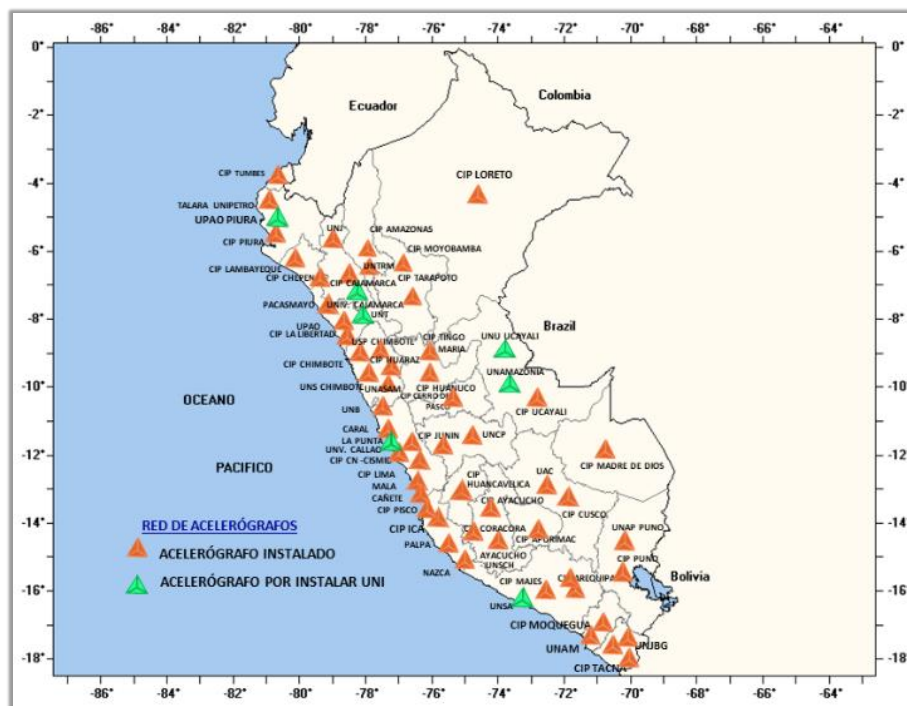 -86° -84° -82° -80° -78° -76° -74° -72° -70° -68° -66° -64°
0° 0°
Colombia
Ecuador
-2° -2°
CIP TUMBES
CIP LORETO
-4° -4°
TALARA UNIPETRO
UPAO PIURA
UNJ
CIP AMAZONAS
CIP PIURA
CIP MOYOBAMBA
-6° -6°
CIP LAMBAYEQUE
UNTRM
CIP CHEPEN
CIP TARAPOTO
CIP CAJAMARCA
PACASMAYO
UNIV. CAJAMARCA
UNT
-8° -8°
UPAO
Brazil
CIP LA LIBERTAD
USP CHIMBOTE
CIP TINGO
MARIA
UNU UCAYALI
CIP CHIMBOTE
CIP HUARAZ
UNAMAZONIA
-10° -10°
UNS CHIMBOTE
UNASAM
CIP HUANUCO
CIP CERRO DE
PASCO
OCEANO
UNB
CIP UCAYALI
CARAL
LA PUNTA
CIP JUNIN
UNCP
UNV. CALLAO
-12° -12°
CIP CN -CISMID
CIP MADRE DE DIOS
PACIFICO
CIP LIMA
CIP
HUANCAVELICA
UAC
MALA
CAÑETE
CIP AYACUCHO
CIP PISCO
CIP CUSCO
-14° -14°
RED DE ACELERÓGRAFOS
CIP ICA
CORACORA
CIP APURIMAC
UNAP PUNO
ACELERÓGRAFO INSTALADO
PALPA
AYACUCHO
UNSCH
CIP PUNO
NAZCA
CIP MAJES
AREQUIPA
Bolivia
ACELERÓGRAFO POR INSTALAR UNI
-16° -16°
UNSA
CIP MOQUEGUA
UNAM
UNJBG
CIP TACNA
-18° -18°
-86° -84° -82° -80° -78° -76° -74° -72° -70° -68° -66° -64°